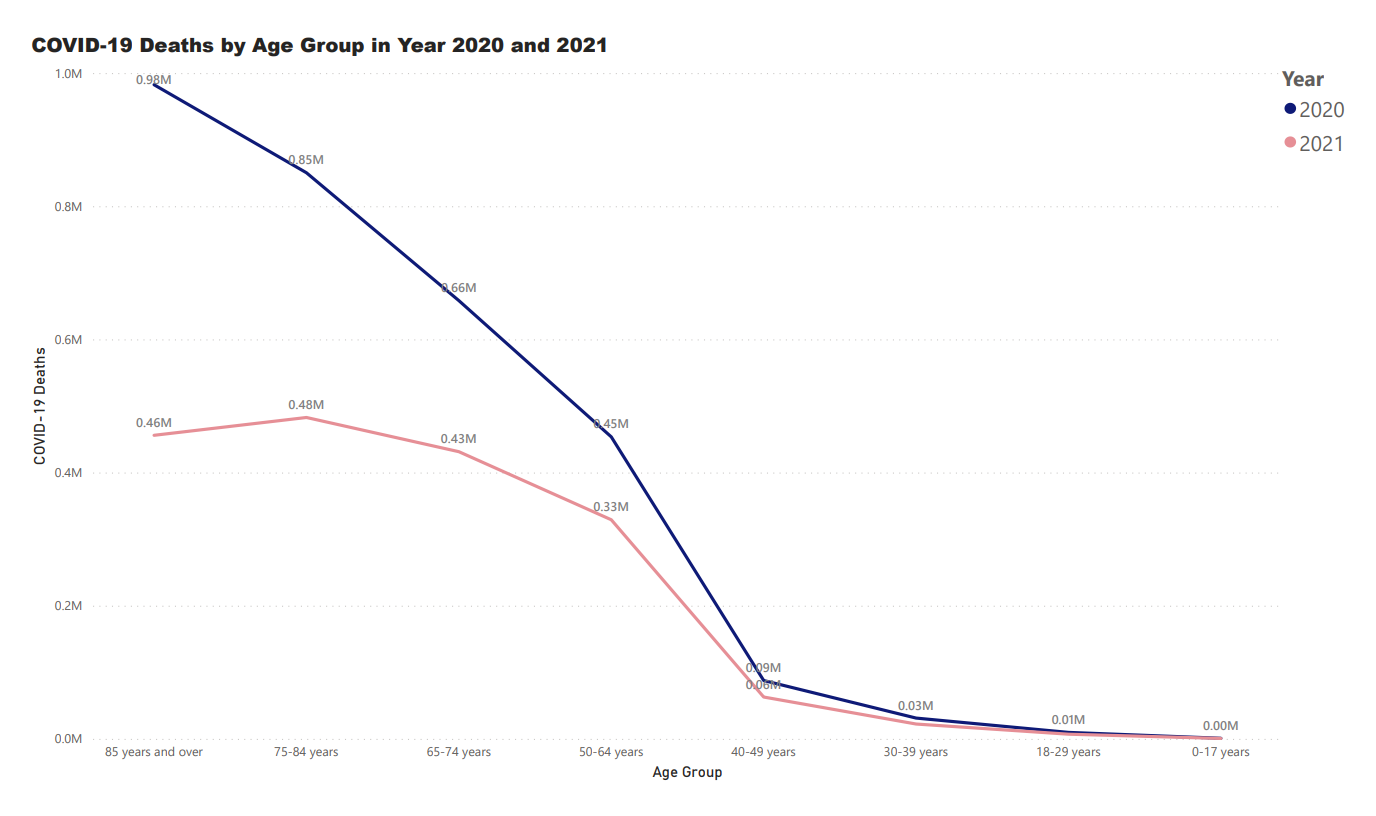 COVID-19 Deaths by Age Group in Year 2020 and 2021
Year
2020
2021
1.0M
0.8M
0.6M
0.4M
0.2M
0.0M
COVID-19 Deaths
0.98M
0.85M
0.66M
0.45M
0.09M
0.03M
0.01M
0.00M
0.46M
0.48M
0.43M
0.33M
0.06M
85 years and over
75-84 years
65-74 years
50-64 years
40-49 years
30-39 years
18-29 years
0-17 years
Age Group